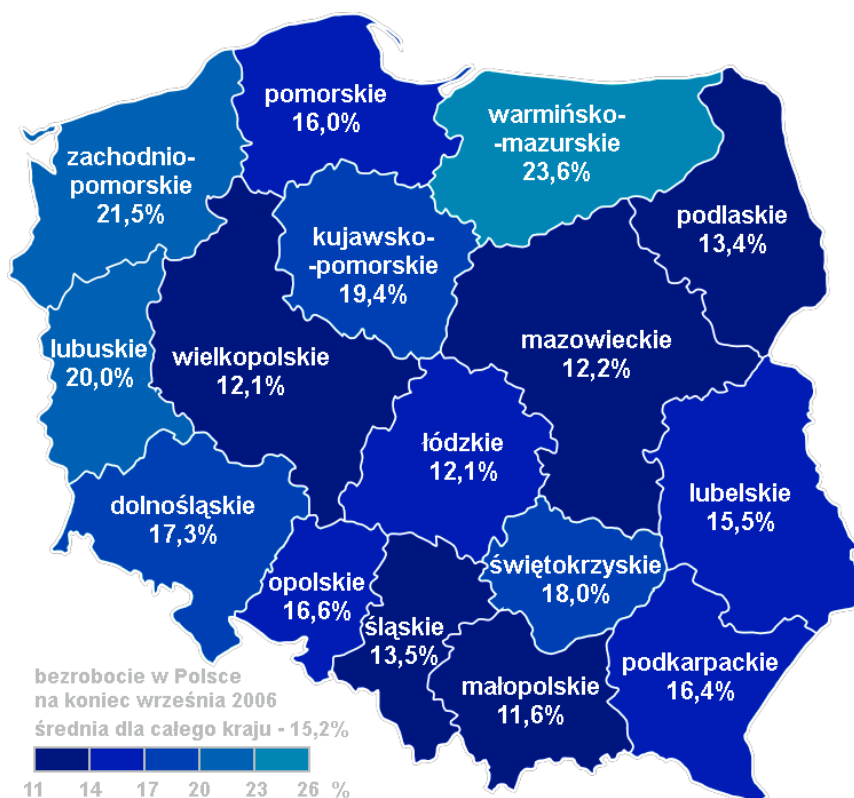 pomorskie
16,0%
warmińsko-
-mazurskie
23,6%
zachodnio-
pomorskie
21,5%
podlaskie
13,4%
kujawsko-
-pomorskie
19,4%
mazowieckie
12,2%
lubuskie
20,0%
wielkopolskie
12,1%
łódzkie
12,1%
lubelskie
15,5%
dolnośląskie
17,3%
świętokrzyskie
18,0%
opolskie
16,6%
śląskie
13,5%
podkarpackie
16,4%
małopolskie
11,6%
bezrobocie w Polsce
na koniec września 2006
średnia dla całego kraju - 15,2%
11 14 17 20 23 26 %